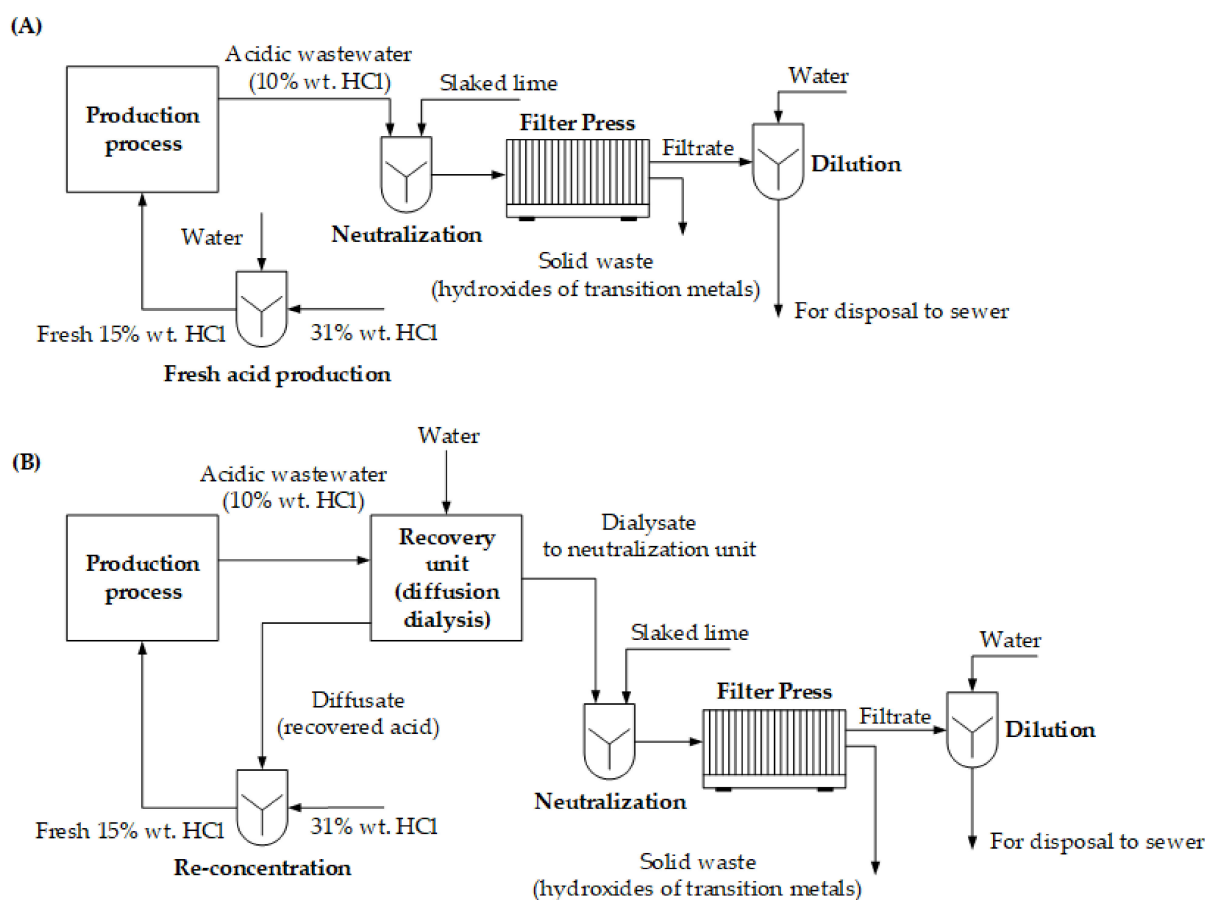 (A)
Acidic wastewater
(10% wt. HCl)
Slaked lime
Water
Production
process
Filter Press
Filtrate
Dilution
Water
Neutralization
Solid waste
(hydroxides of transition metals)
Fresh 15% wt. HCl
31% wt. HCl
For disposal to sewer
Fresh acid production
(B)
Water
Acidic wastewater
(10% wt. HCl)
Production
process
Recovery
unit
(diffusion
dialysis)
Dialysate
to neutralization unit
Slaked lime
Water
Filter Press
Diffusate
(recovered acid)
Filtrate
Dilution
Neutralization
Fresh 15% wt. HCl
31% wt. HCl
Re-concentration
Solid waste
(hydroxides of transition metals)
For disposal to sewer